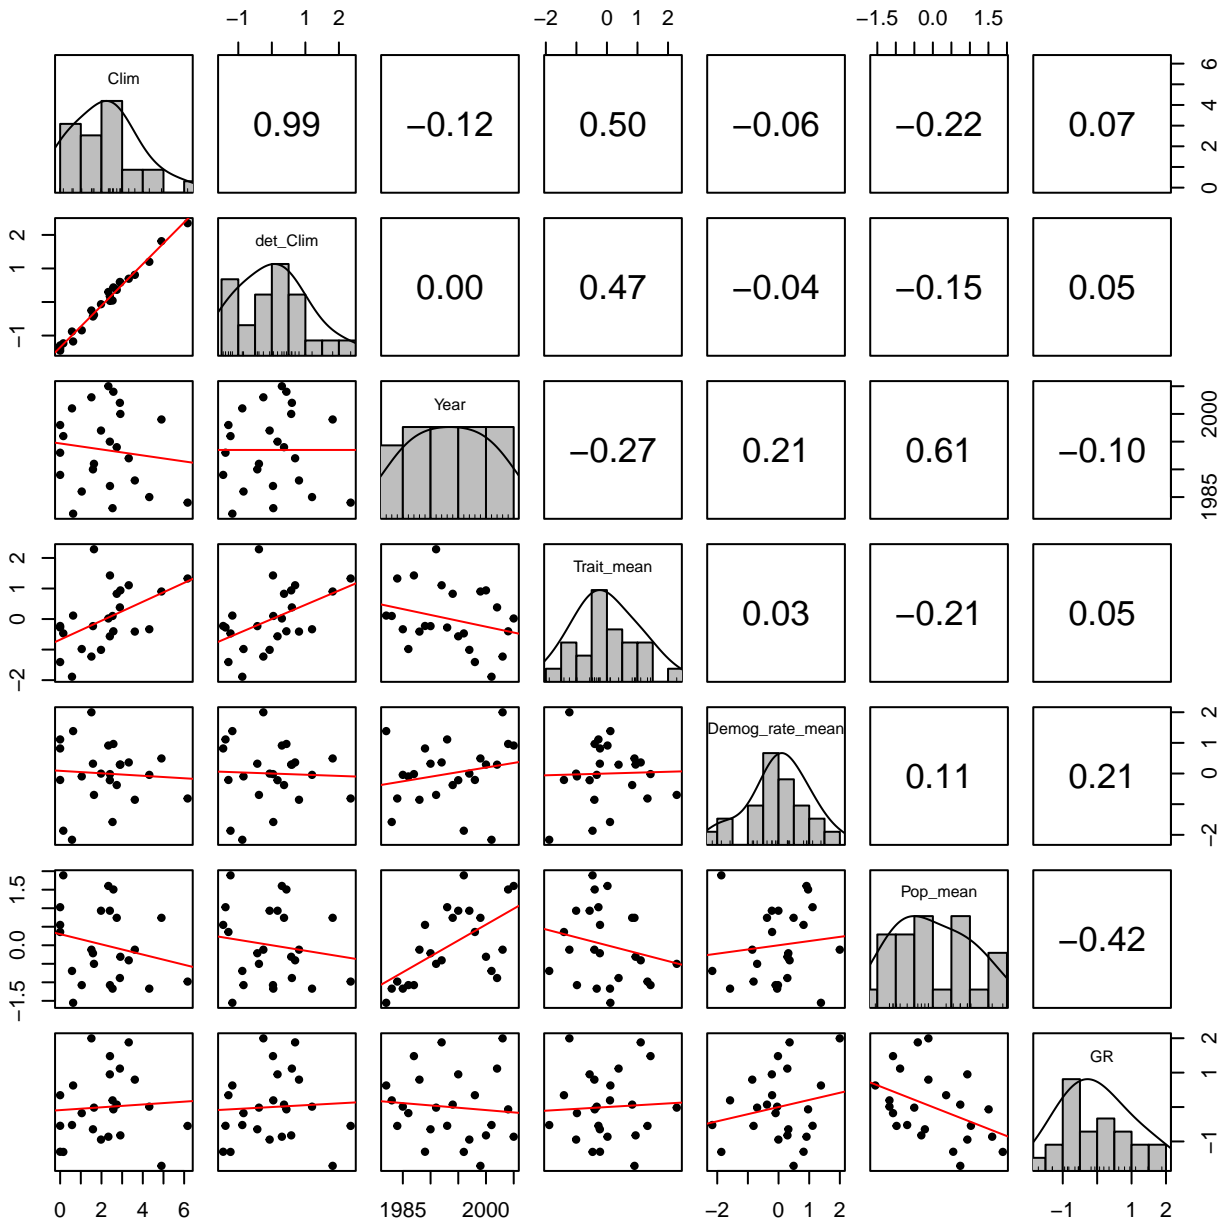 −1 1 2 −2 0 1 2 −1.5 0.0 1.5
Clim 0.99 −0.12 0.50 −0.06 −0.22 0.07 0 2 4 6
−1 1 2 det_Clim 0.00 0.47 −0.04 −0.15 0.05
Year −0.27 0.21 0.61 −0.10 1985 2000
−2 0 1 2 Trait_mean 0.03 −0.21 0.05
Demog_rate_mean 0.11 0.21 −2 0 1 2
−1.5 0.0 1.5 Pop_mean −0.42
GR −1 1 2
0 2 4 6 1985 2000 −2 0 1 2 −1 1 2